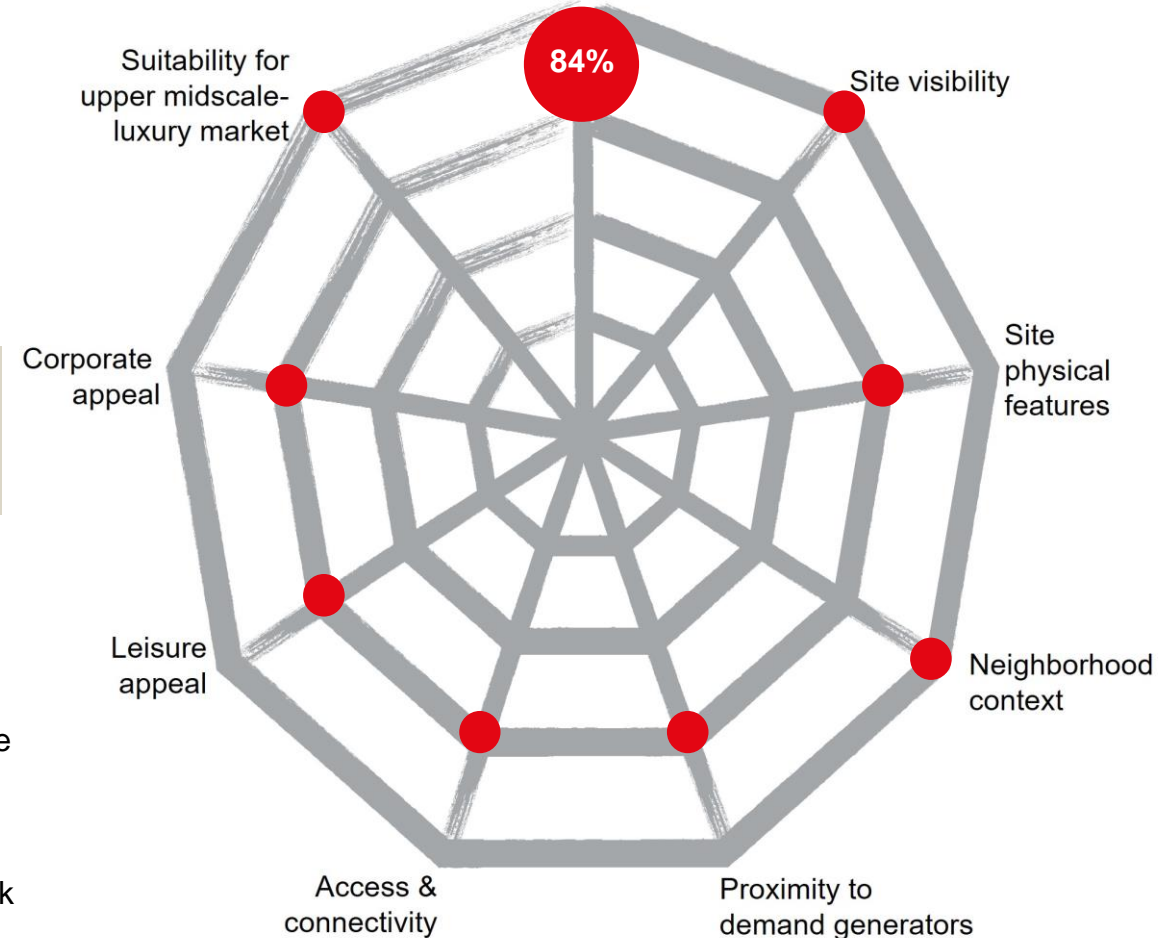 84%
Suitability for
upper midscale-
luxury market
Site visibility
Corporate
appeal
Site
physical
features
Leisure
appeal
Neighborhood
context
e
k
Access &
connectivity
Proximity to
demand generators